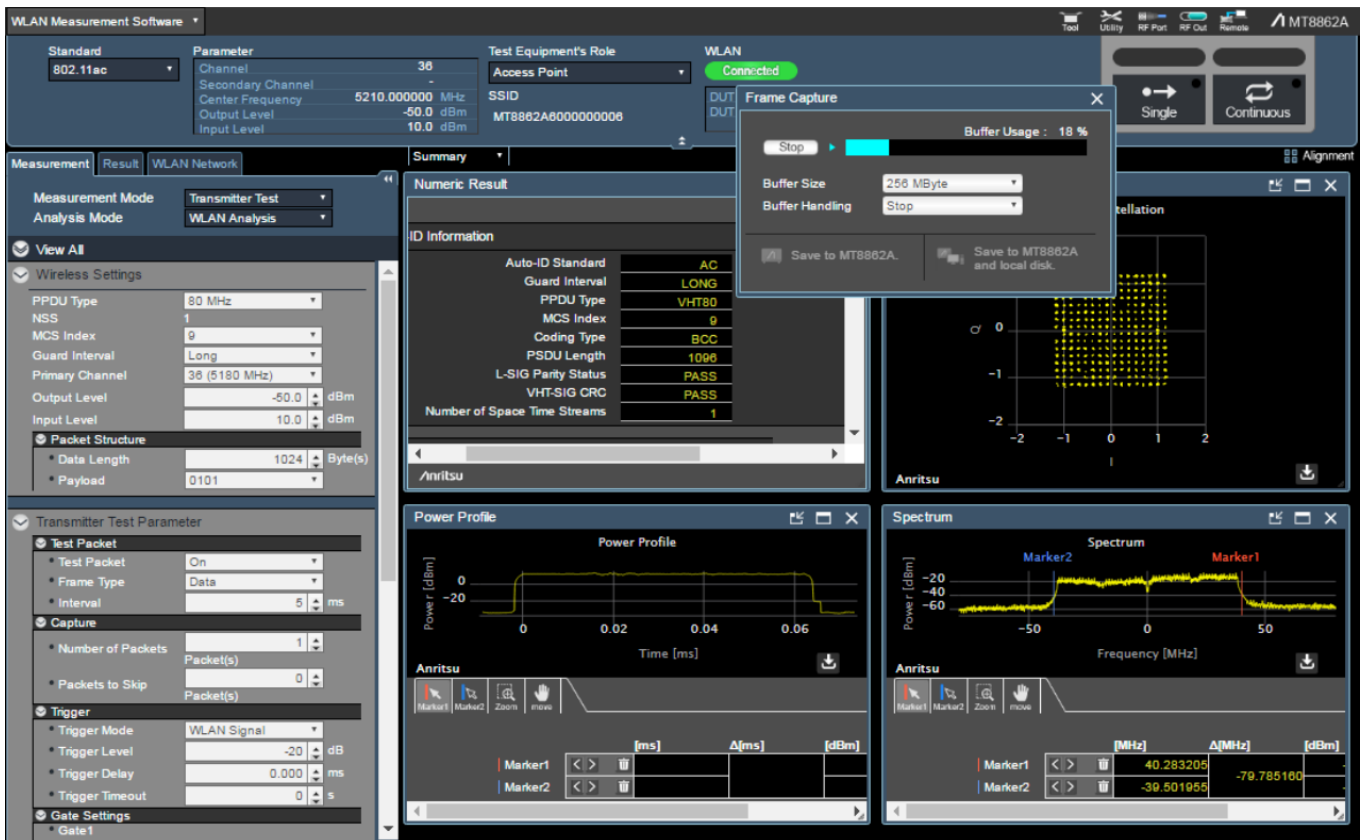 WLAN Measurement Software
Tool
Utility
RF Port
RF Out
Remote
MT8862A
Standard
802.11ac
Parameter
Channel 36
Secondary Channel -
Center Frequency 5210.000000 MHz
Output Level -50.0 dBm
Input Level 10.0 dBm
Test Equipment's Role
Access Point
SSID
MT8862A6000000006
WLAN
Connected
DUT
DUT
Single
Continuous
Frame Capture
Buffer Usage : 18 %
Stop
Buffer Size 256 MByte
Buffer Handling Stop
Save to MT8862A.
Save to MT8862A
and local disk.
Measurement
Result
WLAN Network
Summary
Alignment
Measurement Mode Transmitter Test
Analysis Mode WLAN Analysis
View All
Wireless Settings
PPDU Type 80 MHz
NSS 1
MCS Index 9
Guard Interval Long
Primary Channel 36 (5180 MHz)
Output Level -50.0 dBm
Input Level 10.0 dBm
Packet Structure
Data Length 1024 Byte(s)
Payload 0101
Transmitter Test Parameter
Test Packet
Test Packet On
Frame Type Data
Interval 5 ms
Capture
Number of Packets 1
Packet(s)
Packets to Skip 0
Packet(s)
Trigger
Trigger Mode WLAN Signal
Trigger Level -20 dB
Trigger Delay 0.000 ms
Trigger Timeout 0 s
Gate Settings
Gate1
Numeric Result
-ID Information
Auto-ID Standard AC
Guard Interval LONG
PPDU Type VHT80
MCS Index 9
Coding Type BCC
PSDU Length 1096
L-SIG Parity Status PASS
VHT-SIG CRC PASS
Number of Space Time Streams 1
Anritsu
tellation
Q
0
-1
-2
-2 -1 0 1 2
I
Anritsu
Power Profile
Power Profile
Power [dBm]
0
-20
0 0.02 0.04 0.06
Time [ms]
Anritsu
Marker1 Marker2 Zoom move
[ms] Δ[ms] [dBm]
Marker1
Marker2
Spectrum
Spectrum
Marker2 Marker1
Power [dBm]
-20
-40
-60
-50 0 50
Frequency [MHz]
Anritsu
Marker1 Marker2 Zoom move
[MHz] Δ[MHz] [dBm]
Marker1 40.283205
-79.785160
Marker2 -39.501955